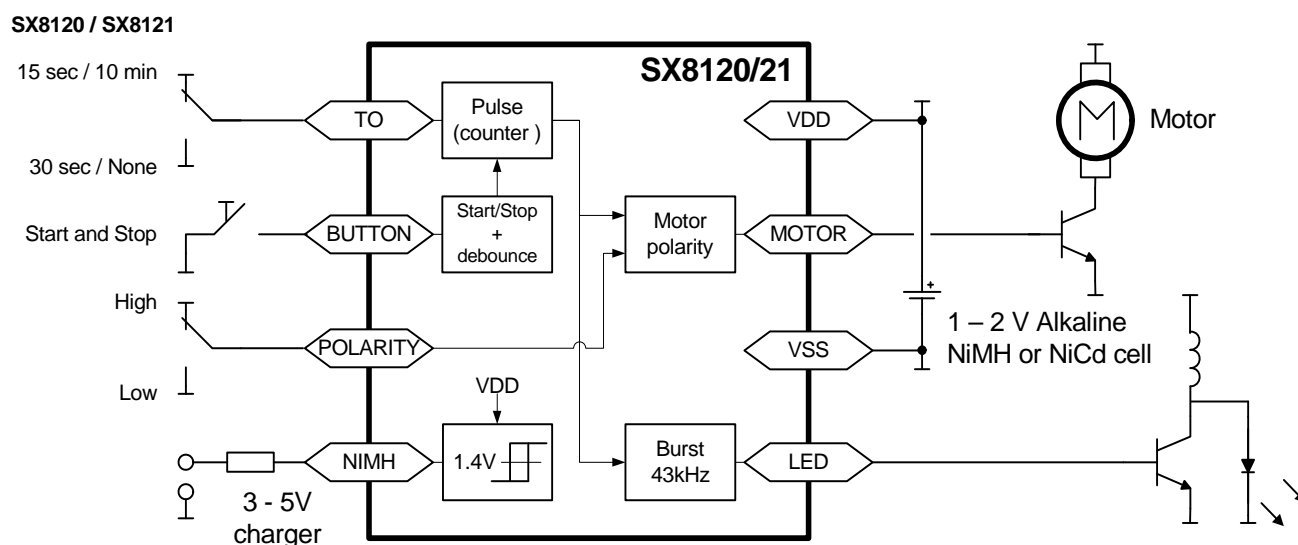 SX8120 / SX8121
SX8120/21
15 sec / 10 min
TO
Pulse
(counter )
VDD
Motor
30 sec / None
Start and Stop
BUTTON
Start/Stop
+
debounce
Motor
polarity
MOTOR
High
POLARITY
Low
+
1 – 2 V Alkaline
NiMH or NiCd cell
VSS
VDD
NIMH
1.4V
Burst
43kHz
LED
3 - 5V
charger
M